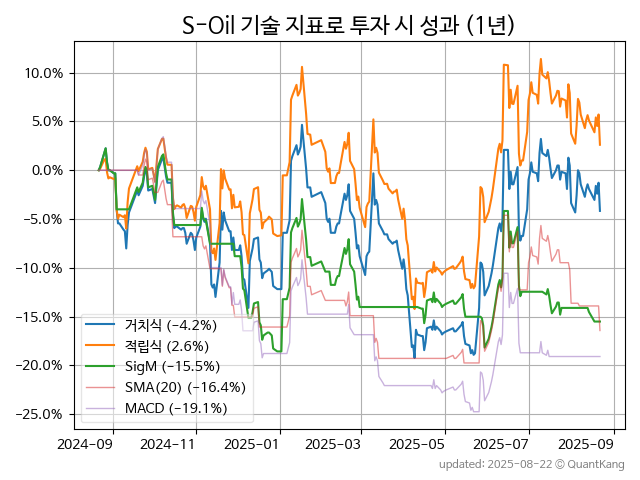 S-Oil 기술 지표로 투자 시 성과 (1년)
10.0%
5.0%
0.0%
−5.0%
−10.0%
−15.0%
−20.0%
−25.0%
거치식 (−4.2%)
적립식 (2.6%)
SigM (−15.5%)
SMA(20) (−16.4%)
MACD (−19.1%)
2024-09 2024-11 2025-01 2025-03 2025-05 2025-07 2025-09
updated: 2025-08-22 © QuantKang